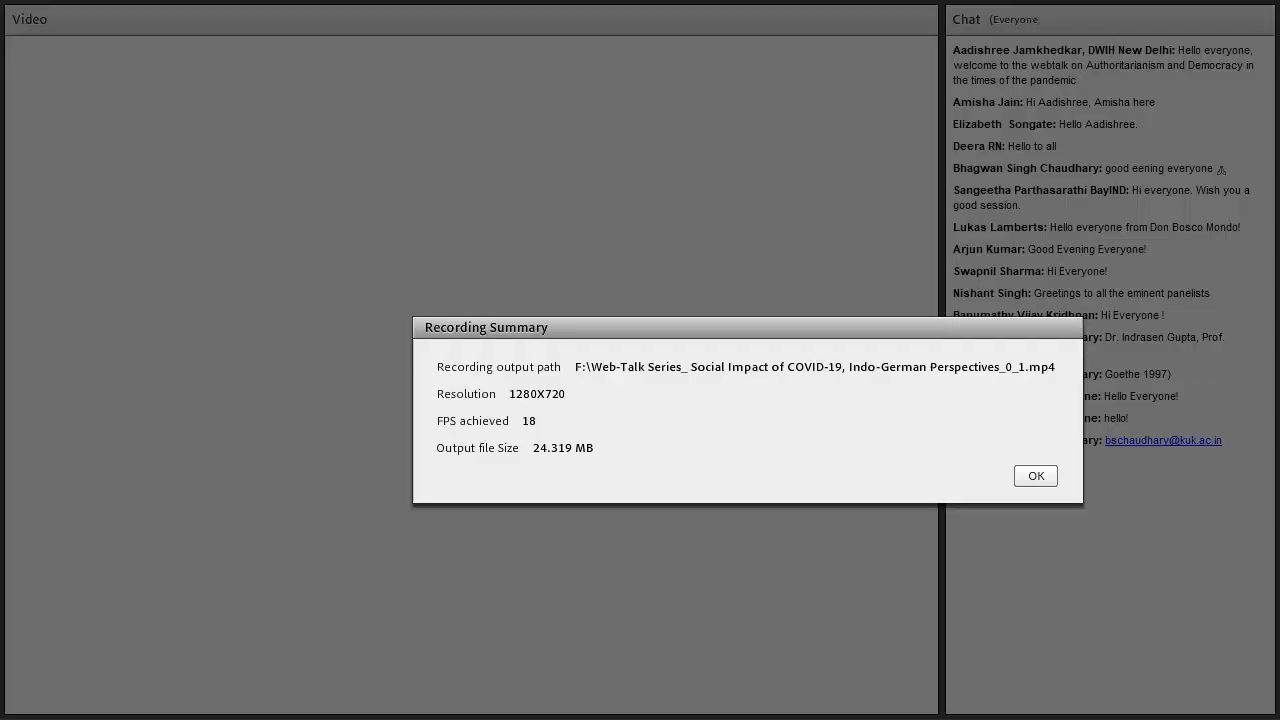 Video
Chat (Everyone
Aadishree Jamkhedkar, DWIH New Delhi: Hello everyone,
welcome to the webtalk on Authoritarianism and Democracy in
the times of the pandemic
Amisha Jain: Hi Aadishree, Amisha here
Elizabeth Songate: Hello Aadishree.
Deera RN: Hello to all
Bhagwan Singh Chaudhary: good eening everyone
Sangeetha Parthasarathi BayIND: Hi everyone. Wish you a
good session.
Lukas Lamberts: Hello everyone from Don Bosco Mondo!
Arjun Kumar: Good Evening Everyone!
Swapnil Sharma: Hi Everyone!
Nishant Singh: Greetings to all the eminent panelists
Hi Everyone !
ary: Dr. Indrasen Gupta, Prof.
ary: Goethe 1997)
ne: Hello Everyone!
ne: hello!
ary: bschaudhary@kuk.ac.in
Recording Summary
Recording output path F:\Web-Talk Series_ Social Impact of COVID-19, Indo-German Perspectives_0_1.mp4
Resolution 1280X720
FPS achieved 18
Output file Size 24.319 MB
OK